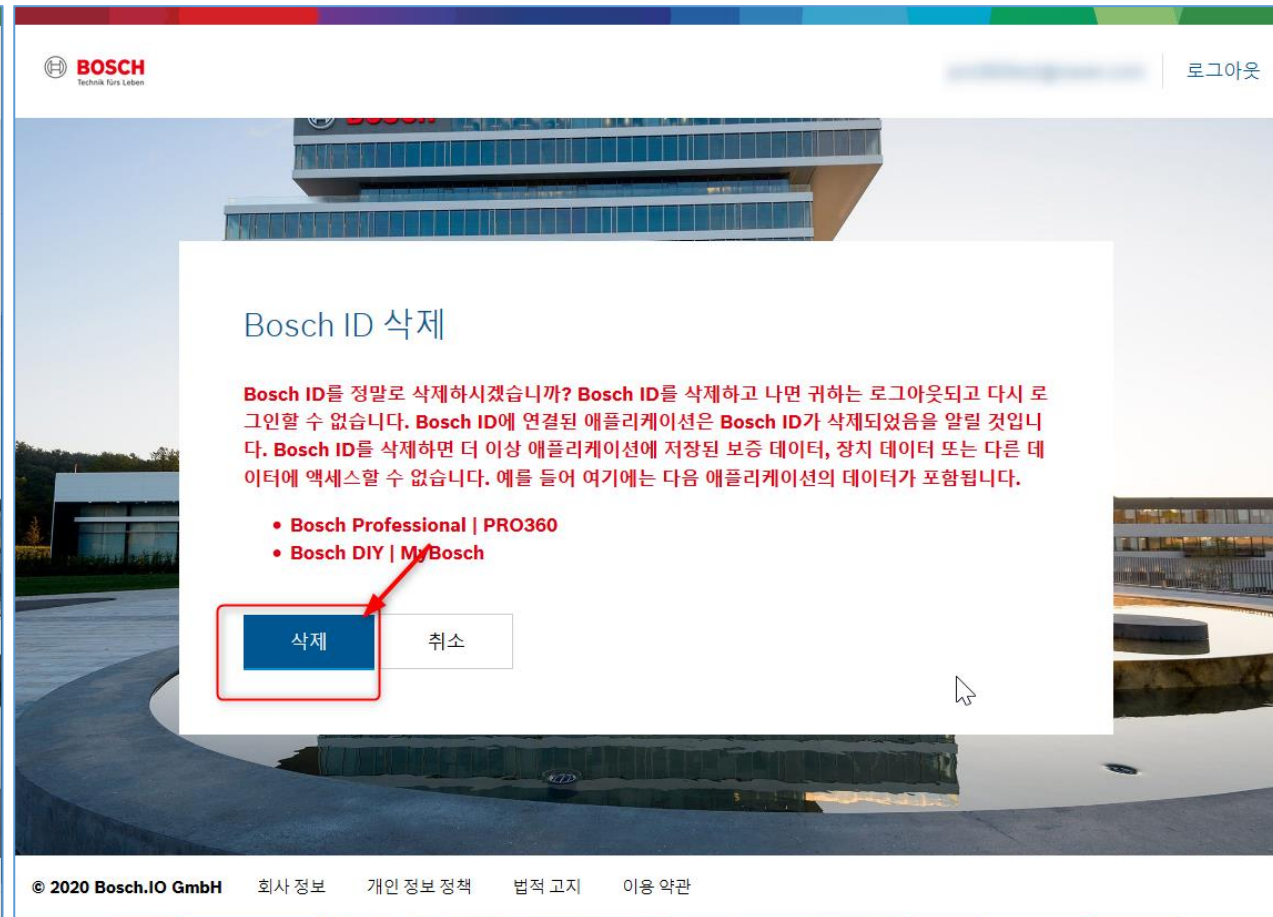 BOSCH
Technik fürs Leben
로그아웃
BOSCH
Bosch ID 삭제
Bosch ID를 정말로 삭제하시겠습니까? Bosch ID를 삭제하고 나면 귀하는 로그아웃되고 다시 로
그인할 수 없습니다. Bosch ID에 연결된 애플리케이션은 Bosch ID가 삭제되었음을 알릴 것입니
다. Bosch ID를 삭제하면 더 이상 애플리케이션에 저장된 보증 데이터, 장치 데이터 또는 다른 데
이터에 액세스할 수 없습니다. 예를 들어 여기에는 다음 애플리케이션의 데이터가 포함됩니다.
• Bosch Professional | PRO360
• Bosch DIY | MyBosch
삭제 취소
© 2020 Bosch.IO GmbH 회사 정보 개인 정보 정책 법적 고지 이용 약관